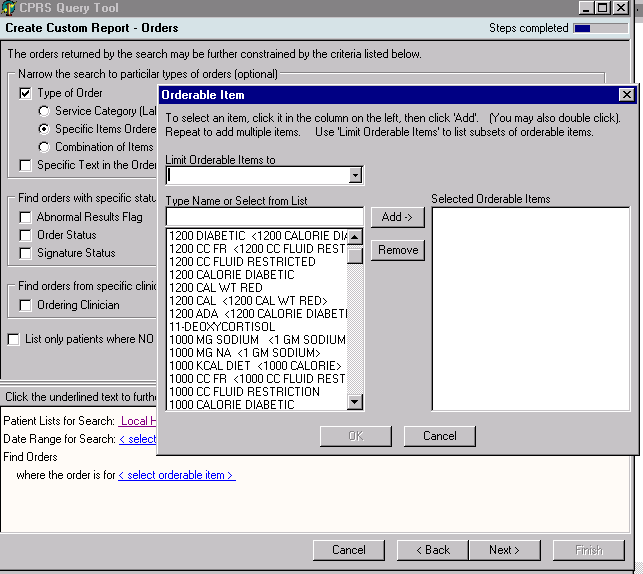 CPRS Query Tool
Create Custom Report - Orders
Steps completed
The orders returned by the search may be further constrained by the criteria listed below.
Narrow the search to particilar types of orders (optional)
Type of Order
Service Category (Lal
Specific Items Ordere
Combination of Items
Specific Text in the Order
Find orders with specific statu
Abnormal Results Flag
Order Status
Signature Status
Find orders from specific clinic
Ordering Clinician
List only patients where NO
Orderable Item
To select an item, click it in the column on the left, then click 'Add'. (You may also double click).
Repeat to add multiple items. Use 'Limit Orderable Items' to list subsets of orderable items.
Limit Orderable Items to
Type Name or Select from List
Add ->
Remove
Selected Orderable Items
1200 DIABETIC <1200 CALORIE DIA
1200 CC FR <1200 CC FLUID REST
1200 CC FLUID RESTRICTED
1200 CALORIE DIABETIC
1200 CAL WT RED
1200 CAL <1200 CAL WT RED>
1200 ADA <1200 CALORIE DIABETI
11-DEOXYCORTISOL
1000 MG SODIUM <1 GM SODIUM
1000 MG NA <1 GM SODIUM>
1000 KCAL DIET <1000 CALORIE>
1000 CC FR <1000 CC FLUID REST
1000 CC FLUID RESTRICTION
1000 CALORIE DIABETIC
OK
Cancel
Click the underlined text to furthe
Patient Lists for Search: Local H
Date Range for Search: < select
Find Orders
where the order is for < select orderable item >
Cancel
< Back
Next >
Finish